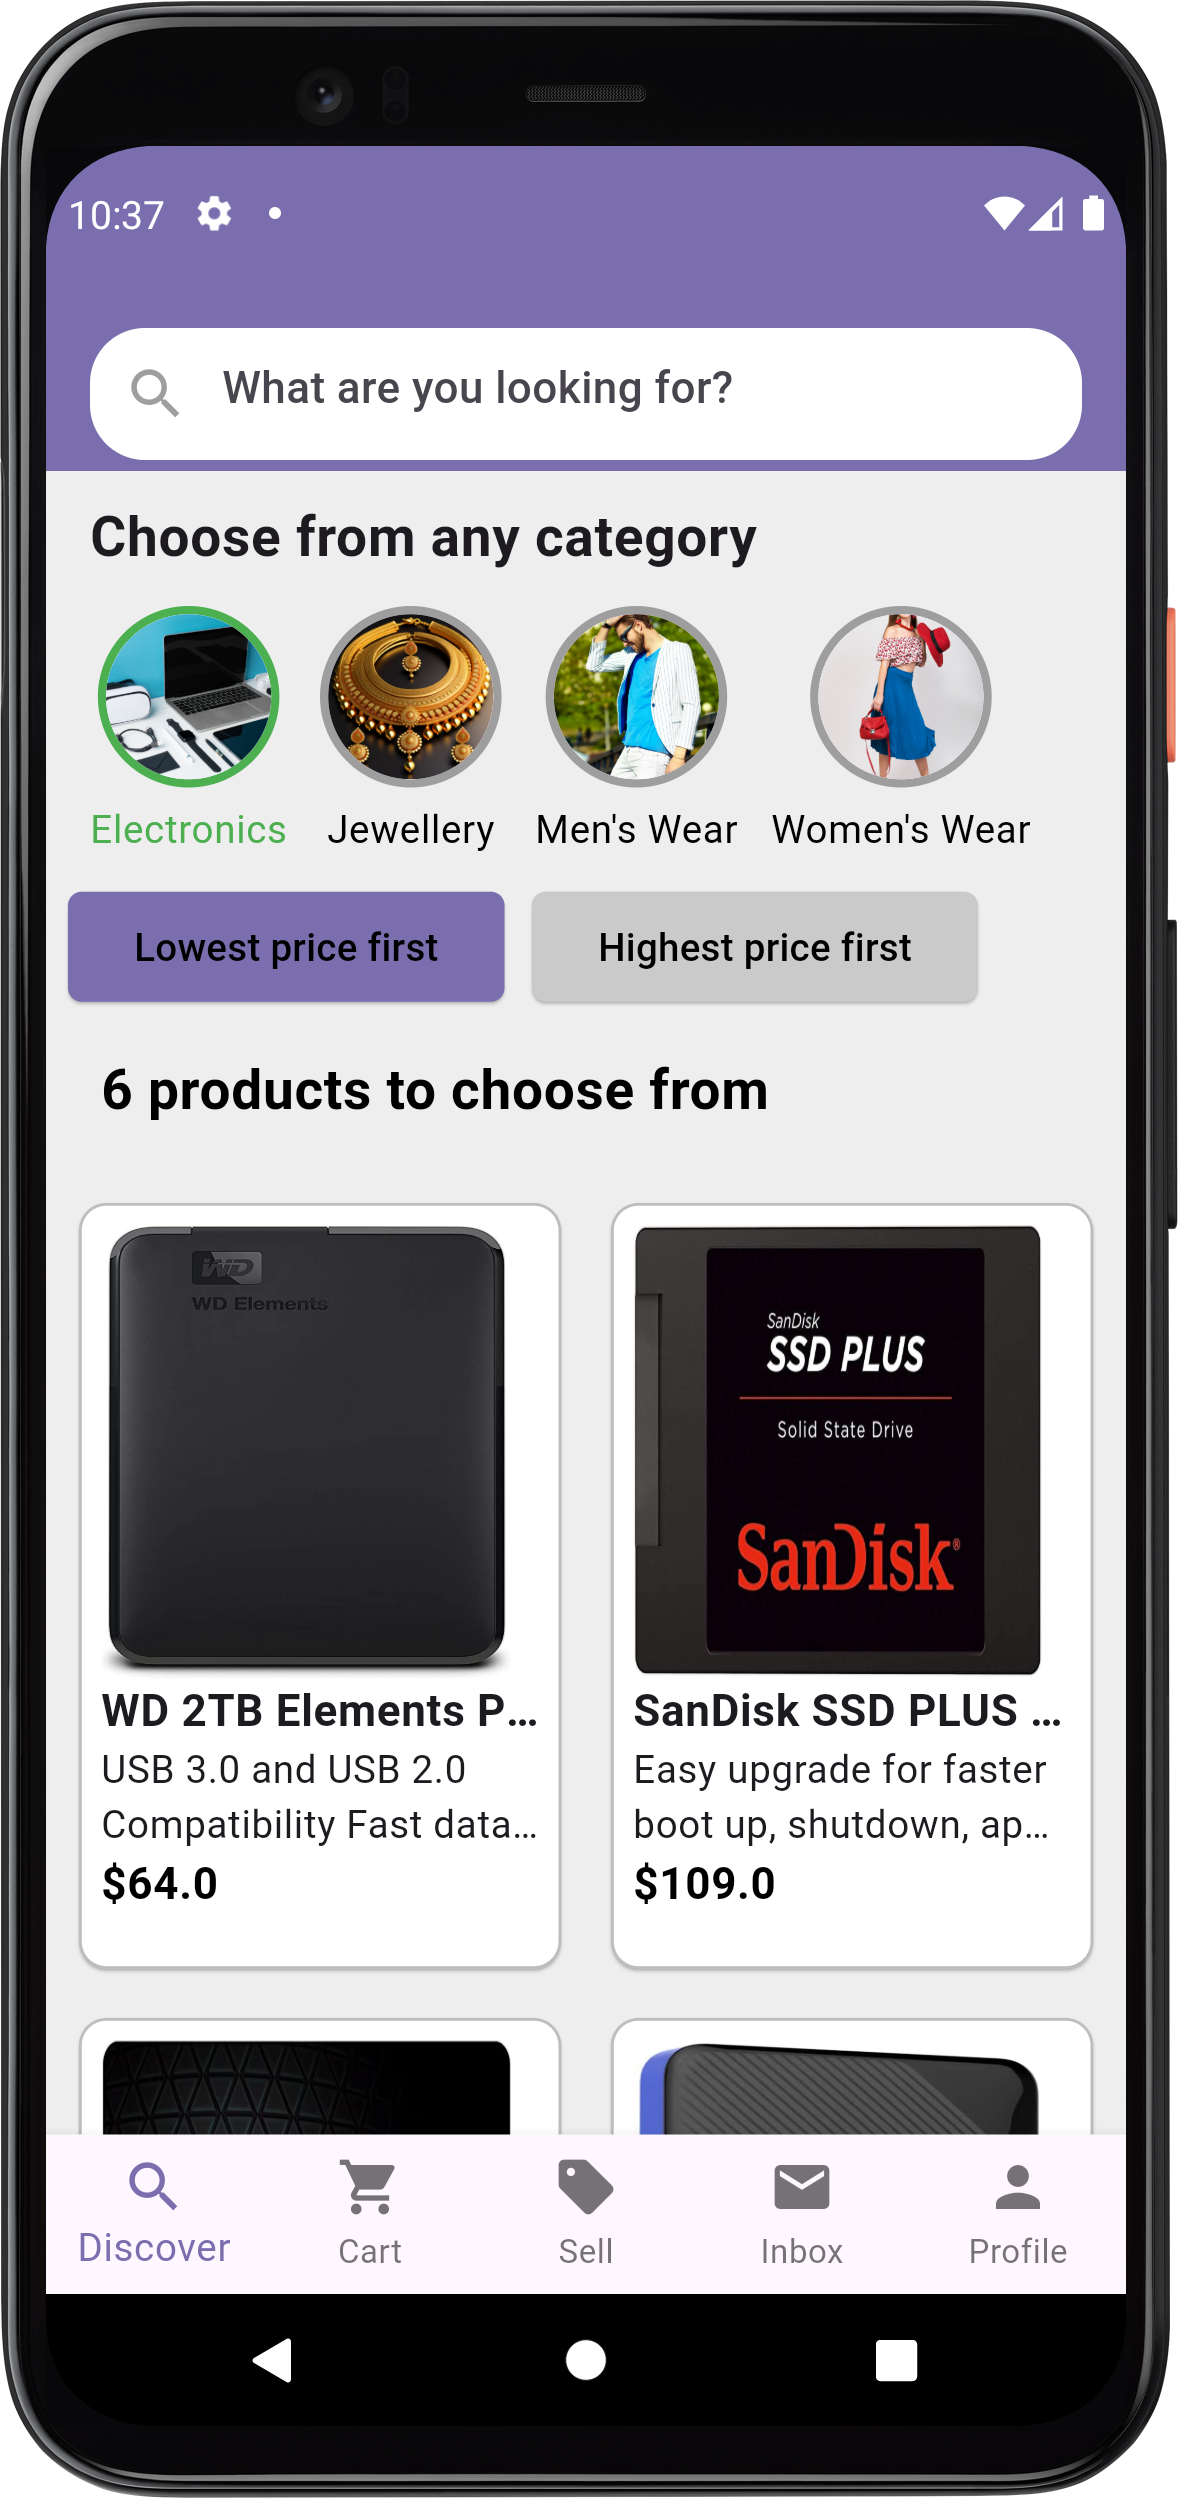 10:37
What are you looking for?
Choose from any category
Electronics
Jewellery
Men's Wear
Women's Wear
Lowest price first
Highest price first
6 products to choose from
WD
WD Elements
SanDisk
SSD PLUS
Solid State Drive
SanDisk®
WD 2TB Elements P...
USB 3.0 and USB 2.0
Compatibility Fast data...
$64.0
SanDisk SSD PLUS ...
Easy upgrade for faster
boot up, shutdown, ap...
$109.0
Discover
Cart
Sell
Inbox
Profile